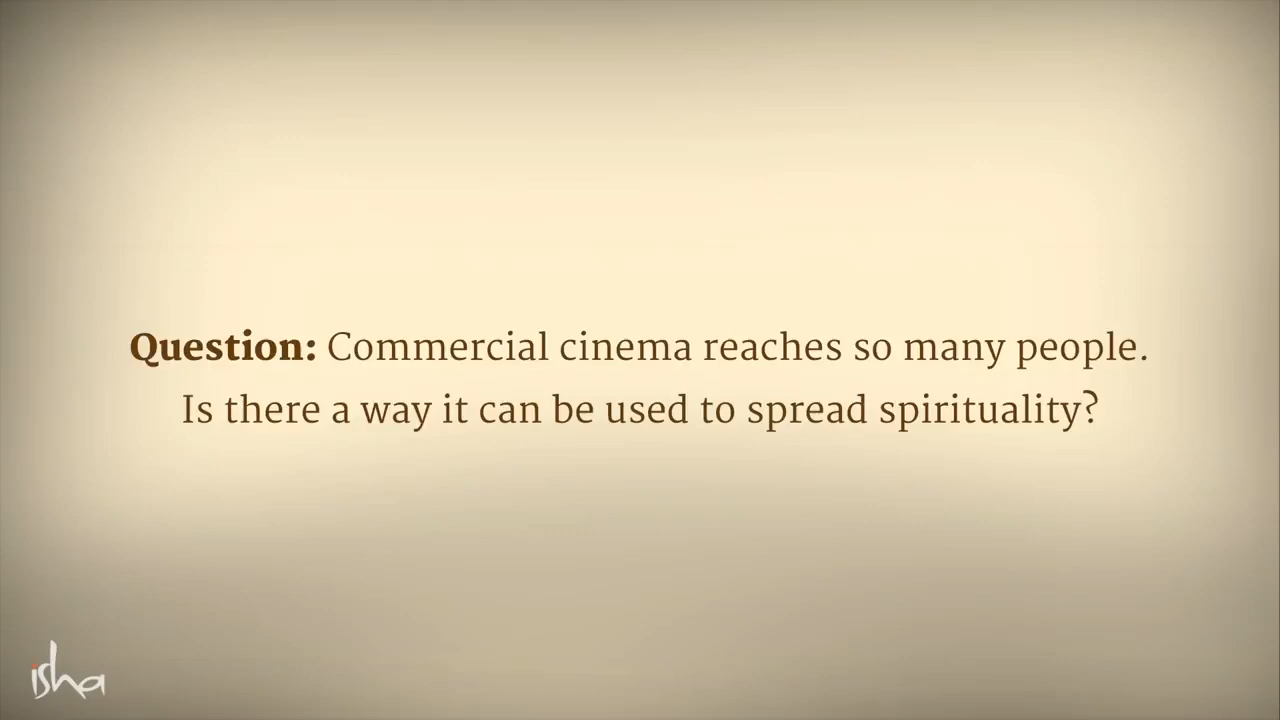 Question: Commercial cinema reaches so many people.
Is there a way it can be used to spread spirituality?
isha